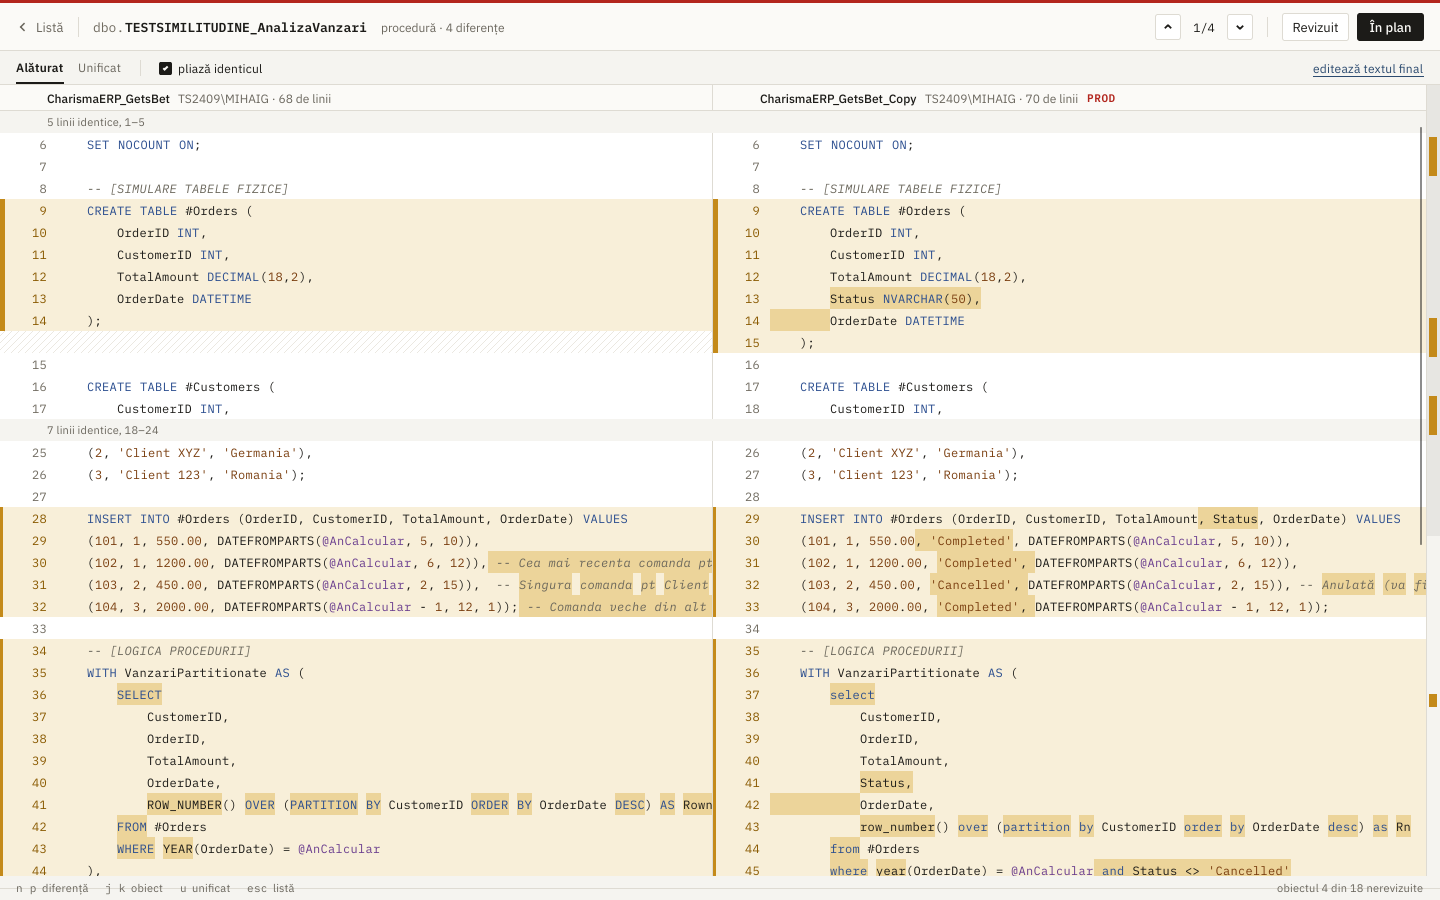 Listă dbo.TESTSIMILITUDINE_AnalizaVanzari procedură · 4 diferențe 1/4 Revizuit În plan
Alăturat Unificat pliază identicul editează textul final
CharismaERP_GetsBet TS2409\MIHAIG · 68 de linii
5 linii identice, 1–5
6 SET NOCOUNT ON;
7
8 -- [SIMULARE TABELE FIZICE]
9 CREATE TABLE #Orders (
10 OrderID INT,
11 CustomerID INT,
12 TotalAmount DECIMAL(18,2),
13 OrderDate DATETIME
14 );
15
16 CREATE TABLE #Customers (
17 CustomerID INT,
7 linii identice, 18–24
25 (2, 'Client XYZ', 'Germania'),
26 (3, 'Client 123', 'Romania');
27
28 INSERT INTO #Orders (OrderID, CustomerID, TotalAmount, OrderDate) VALUES
29 (101, 1, 550.00, DATEFROMPARTS(@AnCalcular, 5, 10)),
30 (102, 1, 1200.00, DATEFROMPARTS(@AnCalcular, 6, 12)), -- Cea mai recenta comanda pt
31 (103, 2, 450.00, DATEFROMPARTS(@AnCalcular, 2, 15)), -- Singura comanda pt Client
32 (104, 3, 2000.00, DATEFROMPARTS(@AnCalcular - 1, 12, 1)); -- Comanda veche din alt
33
34 -- [LOGICA PROCEDURII]
35 WITH VanzariPartitionate AS (
36 SELECT
37 CustomerID,
38 OrderID,
39 TotalAmount,
40 OrderDate,
41 ROW_NUMBER() OVER (PARTITION BY CustomerID ORDER BY OrderDate DESC) AS Rown
42 FROM #Orders
43 WHERE YEAR(OrderDate) = @AnCalcular
44 ),
CharismaERP_GetsBet_Copy TS2409\MIHAIG · 70 de linii PROD
6 SET NOCOUNT ON;
7
8 -- [SIMULARE TABELE FIZICE]
9 CREATE TABLE #Orders (
10 OrderID INT,
11 CustomerID INT,
12 TotalAmount DECIMAL(18,2),
13 Status NVARCHAR(50),
14 OrderDate DATETIME
15 );
16
17 CREATE TABLE #Customers (
18 CustomerID INT,
26 (2, 'Client XYZ', 'Germania'),
27 (3, 'Client 123', 'Romania');
28
29 INSERT INTO #Orders (OrderID, CustomerID, TotalAmount, Status, OrderDate) VALUES
30 (101, 1, 550.00, 'Completed', DATEFROMPARTS(@AnCalcular, 5, 10)),
31 (102, 1, 1200.00, 'Completed', DATEFROMPARTS(@AnCalcular, 6, 12)),
32 (103, 2, 450.00, 'Cancelled', DATEFROMPARTS(@AnCalcular, 2, 15)), -- Anulată (va fi
33 (104, 3, 2000.00, 'Completed', DATEFROMPARTS(@AnCalcular - 1, 12, 1));
34
35 -- [LOGICA PROCEDURII]
36 WITH VanzariPartitionate AS (
37 select
38 CustomerID,
39 OrderID,
40 TotalAmount,
41 Status,
42 OrderDate,
43 row_number() over (partition by CustomerID order by OrderDate desc) as Rn
44 from #Orders
45 where year(OrderDate) = @AnCalcular and Status <> 'Cancelled'
n p diferență j k obiect u unificat esc listă obiectul 4 din 18 nerevizuite